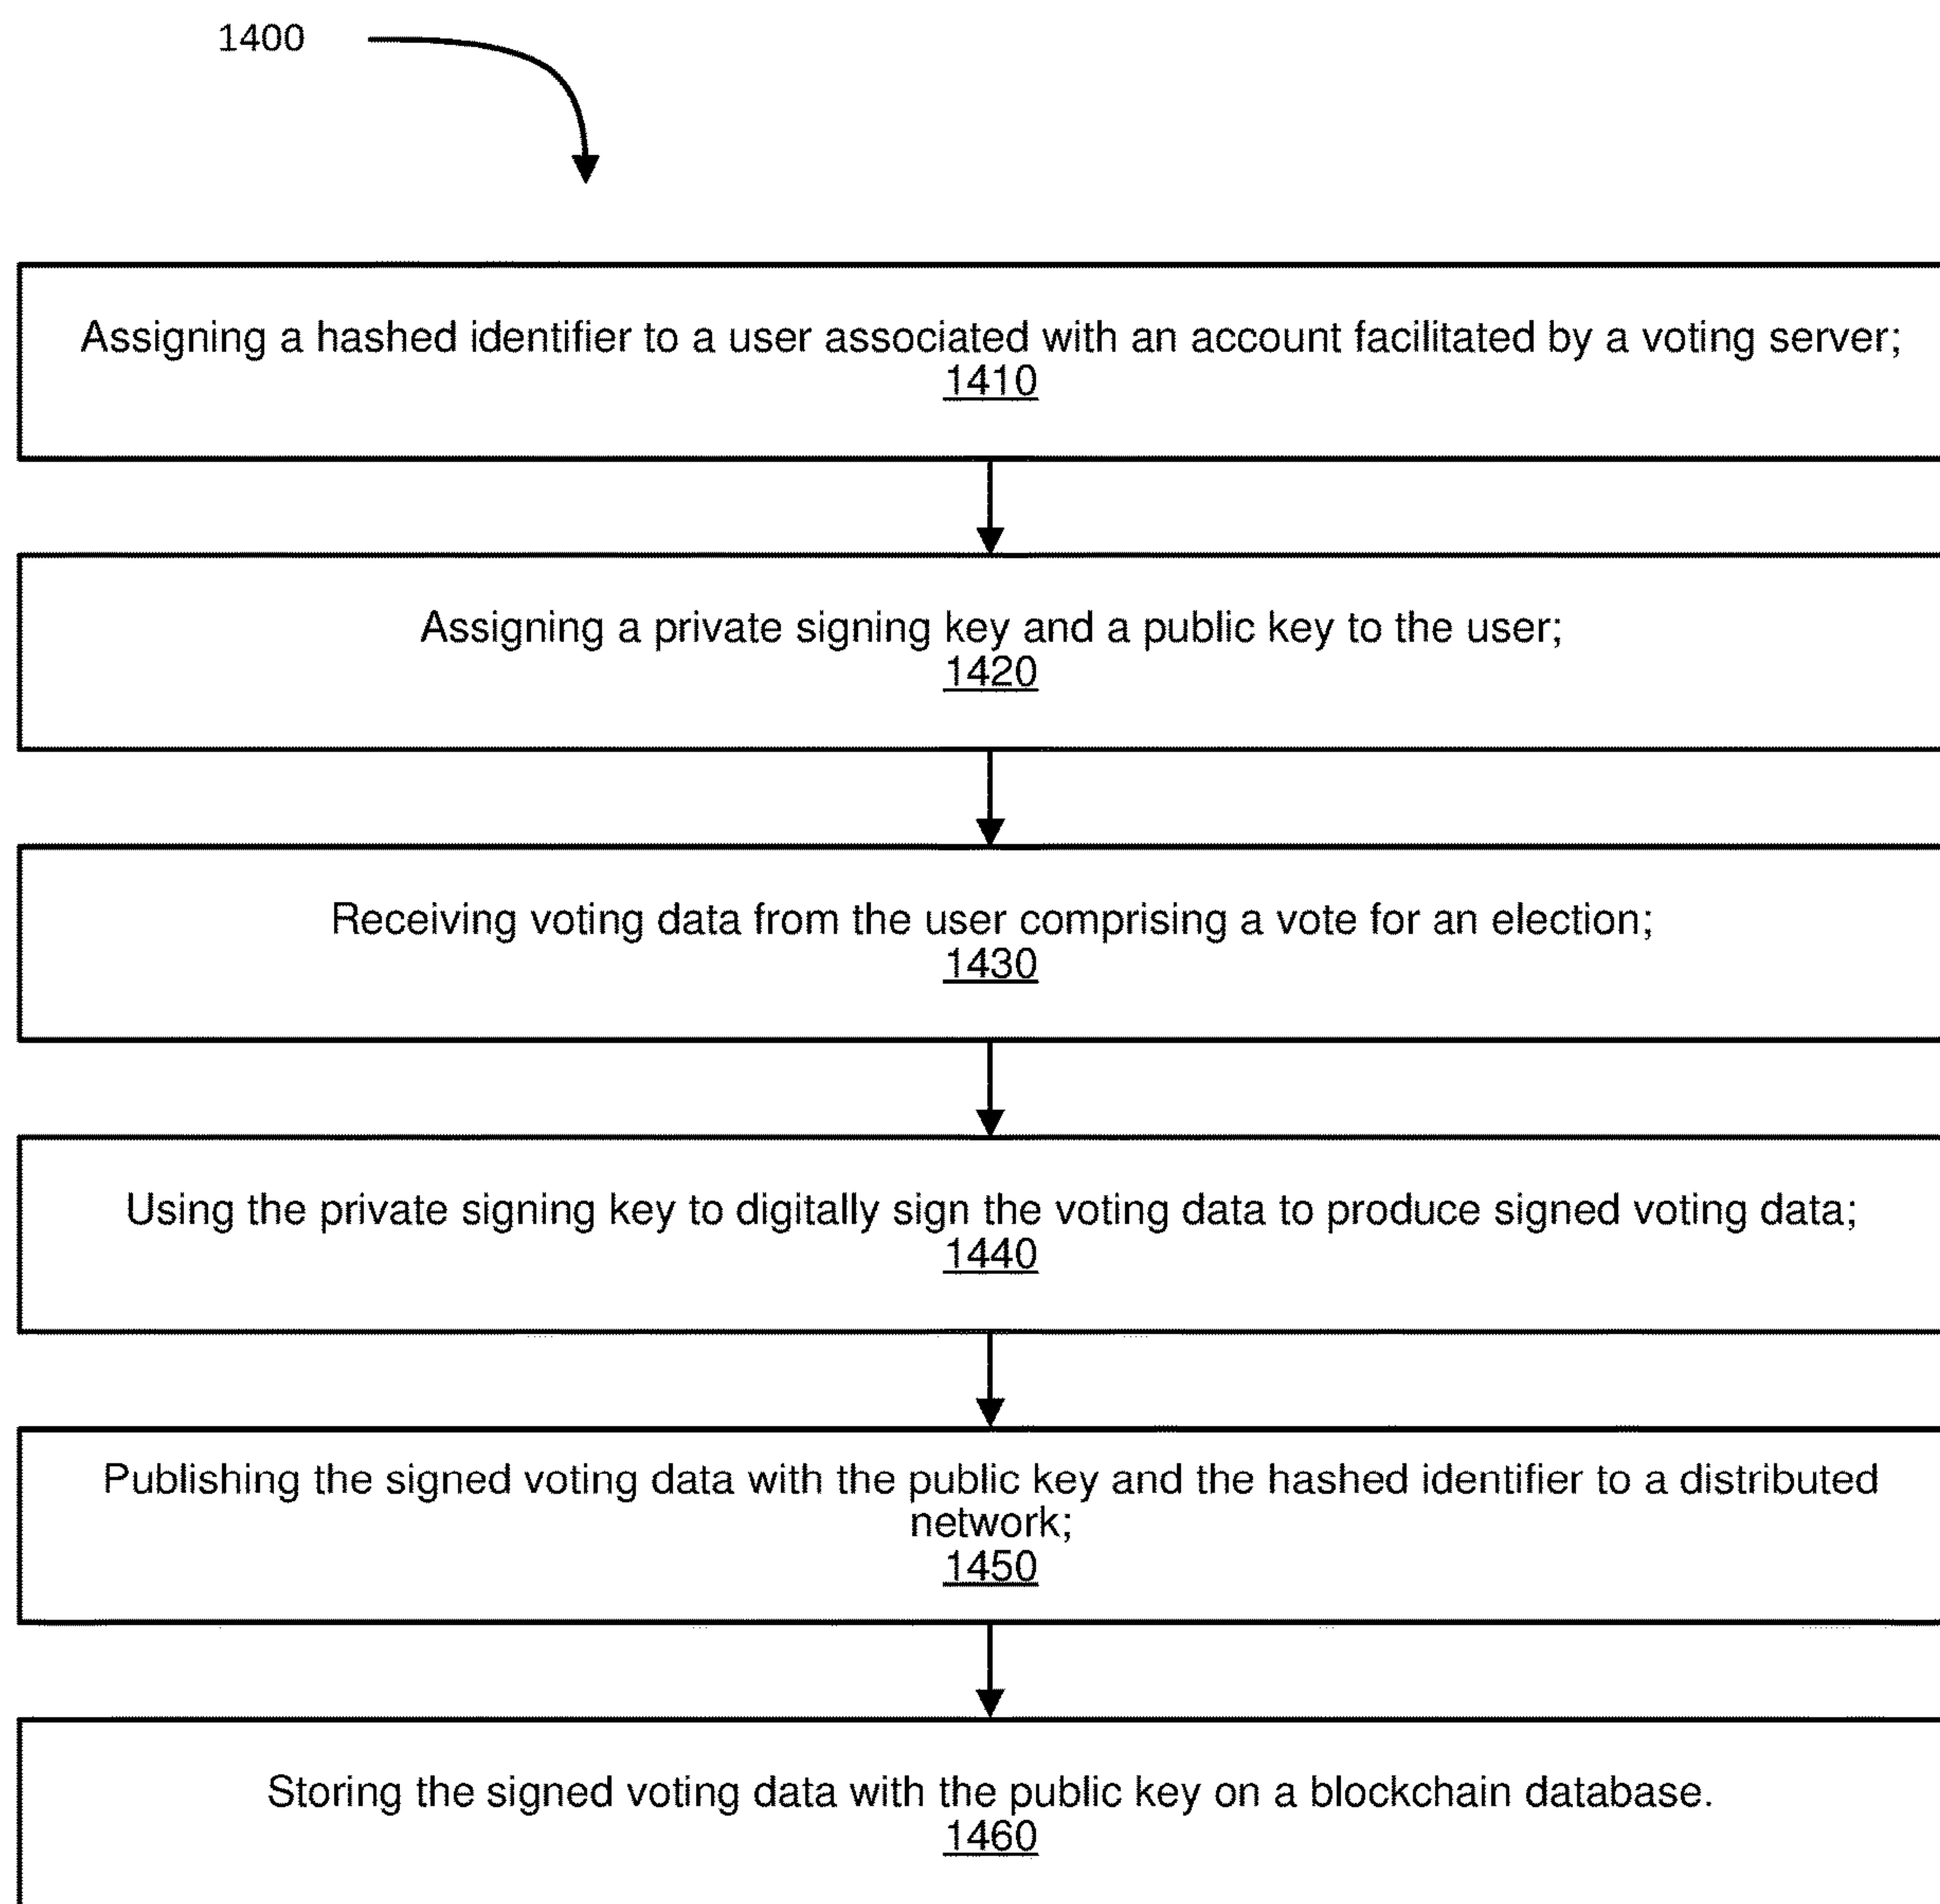 1400
Assigning a hashed identifier to a user associated with an account facilitated by a voting server;
1410
Assigning a private signing key and a public key to the user;
1420
Receiving voting data from the user comprising a vote for an election;
1430
Using the private signing key to digitally sign the voting data to produce signed voting data;
1440
Publishing the signed voting data with the public key and the hashed identifier to a distributed
network;
1450
Storing the signed voting data with the public key on a blockchain database.
1460